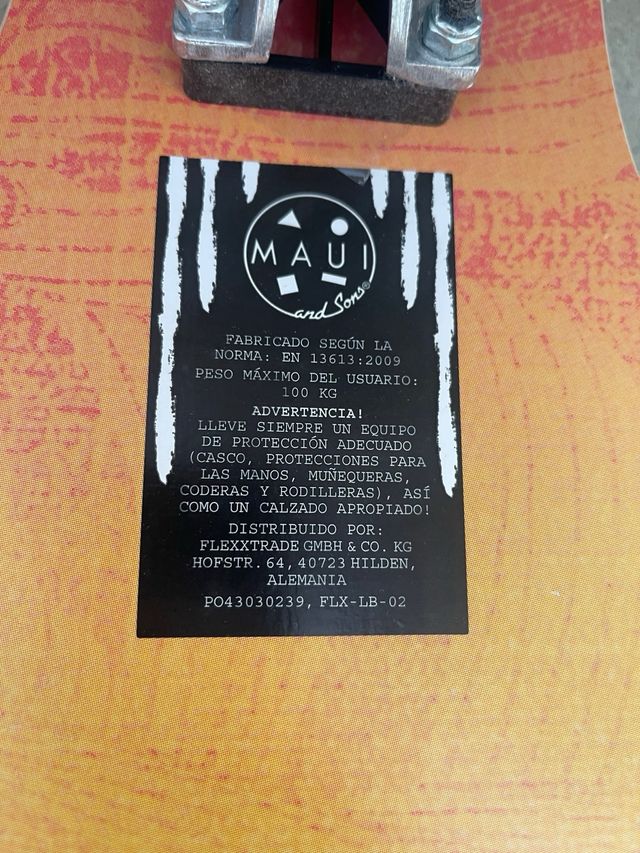 MAUI
and Sons®
FABRICADO SEGÚN LA
NORMA: EN 13613:2009
PESO MÁXIMO DEL USUARIO:
100 KG
ADVERTENCIA!
LLEVE SIEMPRE UN EQUIPO
DE PROTECCIÓN ADECUADO
(CASCO, PROTECCIONES PARA
LAS MANOS, MUÑEQUERAS,
CODERAS Y RODILLERAS), ASÍ
COMO UN CALZADO APROPIADO!
DISTRIBUIDO POR:
FLEXXTRADE GMBH & CO. KG
HOFSTR. 64, 40723 HILDEN,
ALEMANIA
PO43030239, FLX-LB-02